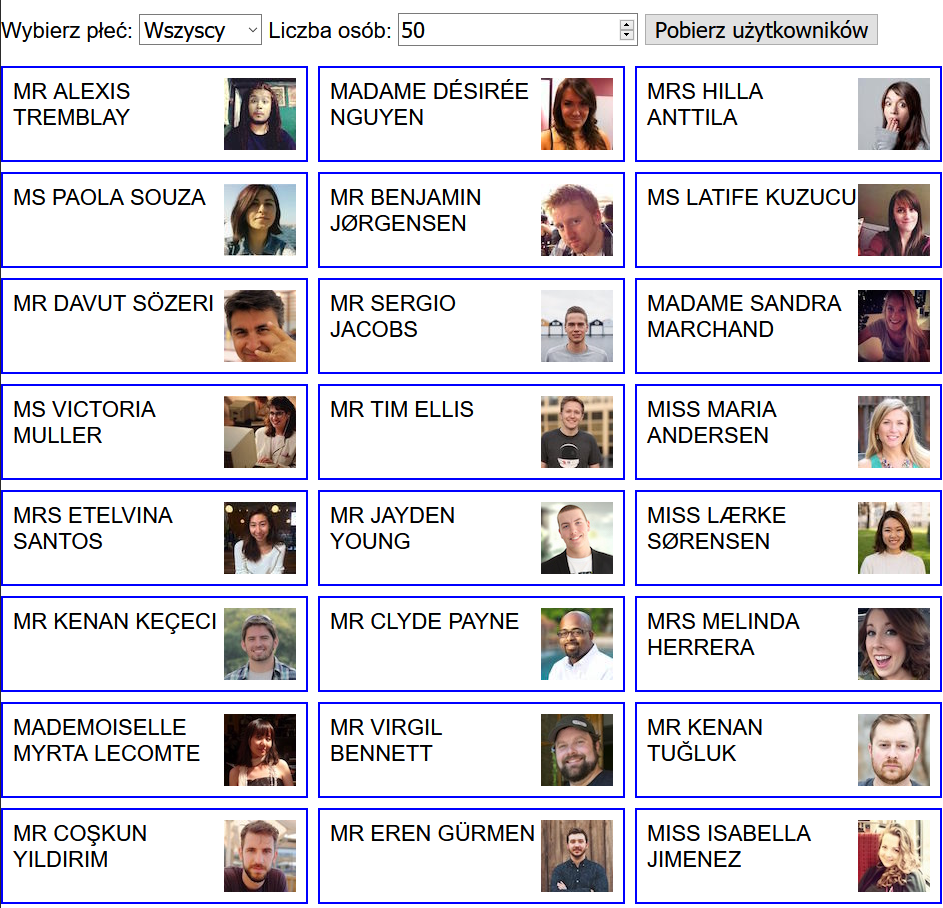 Wybierz płeć: Wszyscy Liczba osób: 50 Pobierz użytkowników
MR ALEXIS
TREMBLAY
MADAME DÉSIRÉE
NGUYEN
MRS HILLA
ANTTILA
MS PAOLA SOUZA
MR BENJAMIN
JØRGENSEN
MS LATIFE KUZUCU
MR DAVUT SÖZERI
MR SERGIO
JACOBS
MADAME SANDRA
MARCHAND
MS VICTORIA
MULLER
MR TIM ELLIS
MISS MARIA
ANDERSEN
MRS ETELVINA
SANTOS
MR JAYDEN
YOUNG
MISS LÆRKE
SØRENSEN
MR KENAN KEÇECI
MR CLYDE PAYNE
MRS MELINDA
HERRERA
MADEMOISELLE
MYRTA LECOMTE
MR VIRGIL
BENNETT
MR KENAN
TUĞLUK
MR COŞKUN
YILDIRIM
MR EREN GÜRMEN
MISS ISABELLA
JIMENEZ